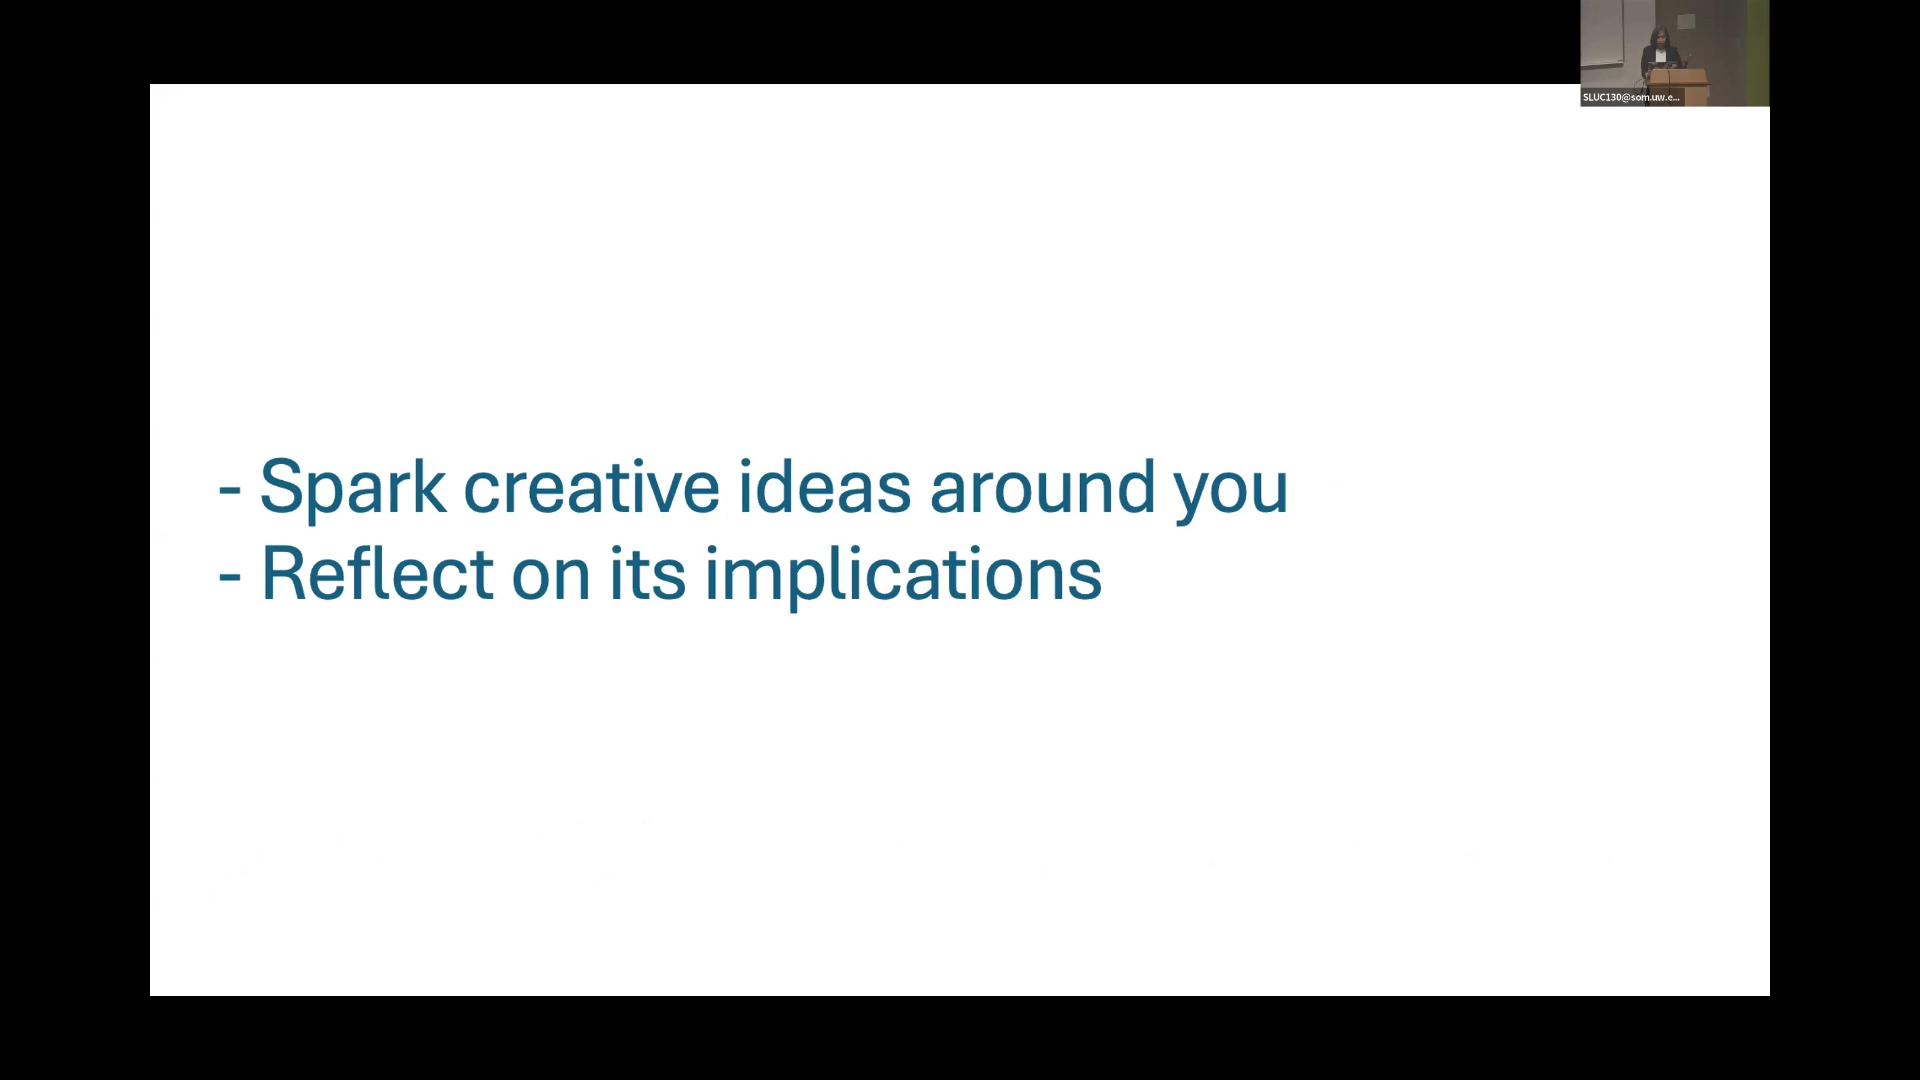 SLUC130@som.uw.e...
- Spark creative ideas around you
- Reflect on its implications